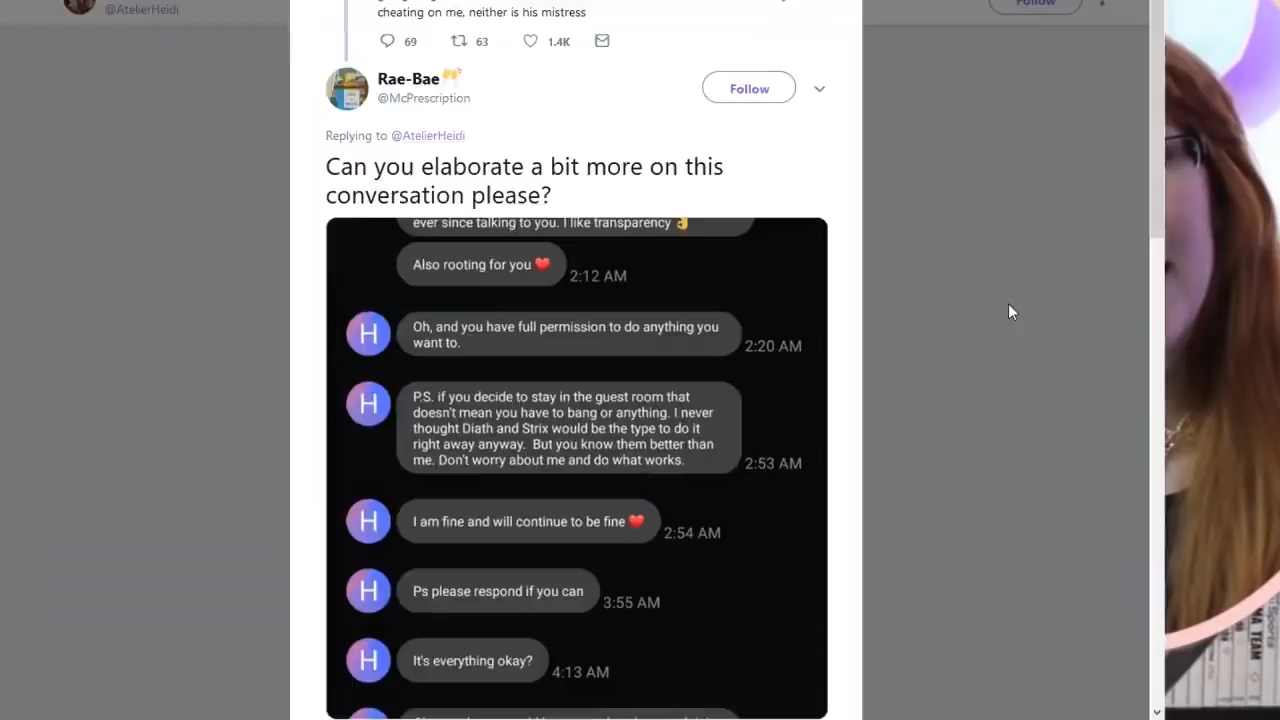 @AtelierHeidi
Follow
cheating on me, neither is his mistress
69 63 1.4K
Rae-Bae
@McPrescription
Follow
Replying to @AtelierHeidi
Can you elaborate a bit more on this
conversation please?
ever since talking to you. I like transparency 👌
Also rooting for you ❤️
2:12 AM
H
Oh, and you have full permission to do anything you
want to.
2:20 AM
H
P.S. if you decide to stay in the guest room that
doesn't mean you have to bang or anything. I never
thought Diath and Strix would be the type to do it
right away anyway. But you know them better than
me. Don't worry about me and do what works.
2:53 AM
H
I am fine and will continue to be fine ❤️
2:54 AM
H
Ps please respond if you can
3:55 AM
H
It's everything okay?
4:13 AM